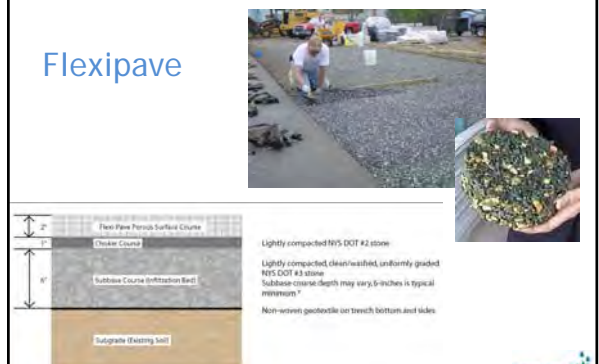 Flexipave
2"
Flexi-Pave Porous Surface Course
1"
Choker Course
Lightly compacted NYS DOT #2 stone
6"
Subbase Course (Infiltration Bed)
Lightly compacted, clean/washed, uniformly graded
NYS DOT #3 stone
Subbase course depth may vary, 6-inches is typical
minimum
Non-woven geotextile on trench bottom and sides
Subgrade (Existing Soil)